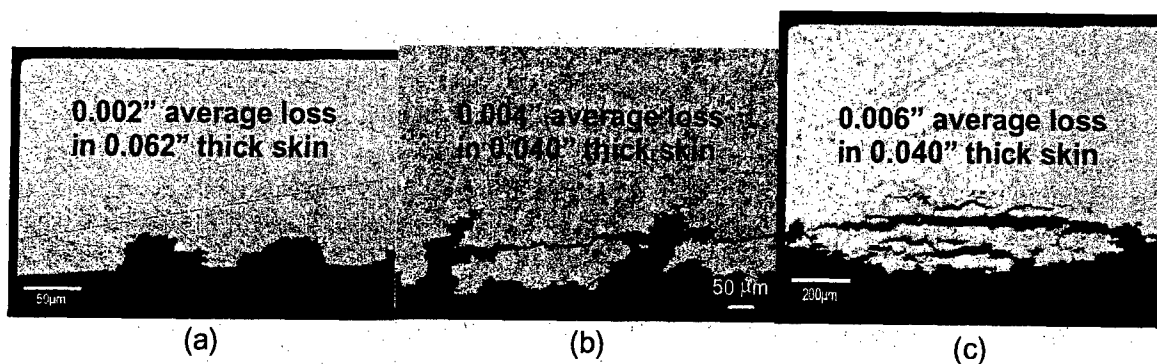 0.002” average loss
in 0.062” thick skin
50µm
(a)
0.004” average loss
in 0.040” thick skin
50 µm
(b)
0.006” average loss
in 0.040” thick skin
200µm
(c)